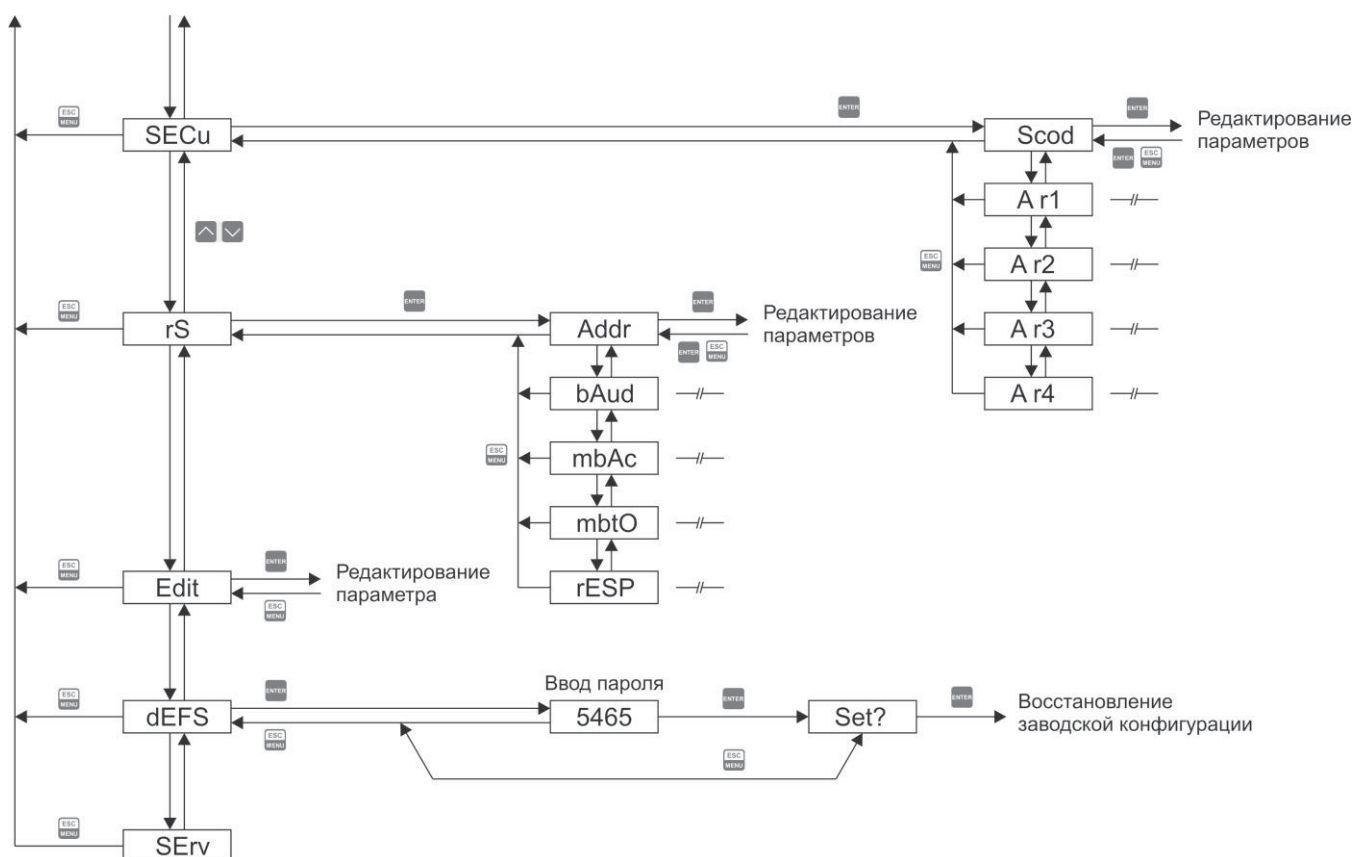 ESC
MENU
SECu
ENTER
Scod
ENTER
Редактирование
параметров
ENTER
ESC
MENU
A r1
A r2
ESC
MENU
A r3
A r4
ESC
MENU
rS
ENTER
Addr
ENTER
Редактирование
параметров
ENTER
ESC
MENU
bAud
ESC
MENU
mbAc
mbtO
rESP
ESC
MENU
Edit
ENTER
Редактирование
параметра
ESC
MENU
ESC
MENU
dEFS
ENTER
ESC
MENU
Ввод пароля
5465
ENTER
Set?
ENTER
Восстановление
заводской конфигурации
ESC
MENU
ESC
MENU
SErv